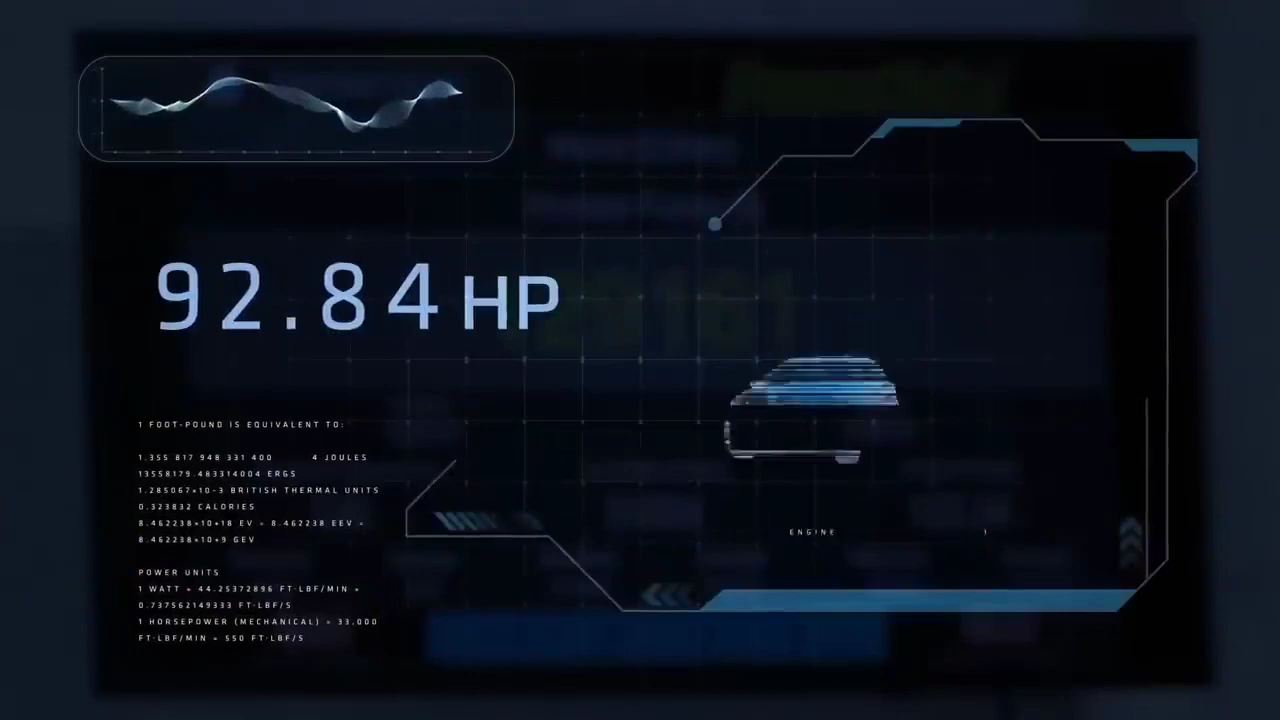 92.84 HP
1 FOOT-POUND IS EQUIVALENT TO:
1.355 817 948 331 400 4 JOULES
13558179.483314004 ERGS
1.285067×10-3 BRITISH THERMAL UNITS
0.323832 CALORIES
8.462238×10+18 EV = 8.462238 EEV =
8.462238×10+9 GEV
ENGINE
POWER UNITS
1 WATT = 44.25372896 FT·LBF/MIN =
0.737562149333 FT·LBF/S
1 HORSEPOWER (MECHANICAL) = 33,000
FT·LBF/MIN = 550 FT·LBF/S